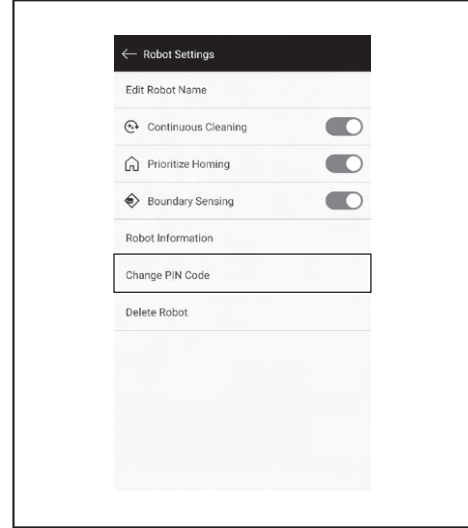 Robot Settings
Edit Robot Name
Continuous Cleaning
Prioritize Homing
Boundary Sensing
Robot Information
Change PIN Code
Delete Robot